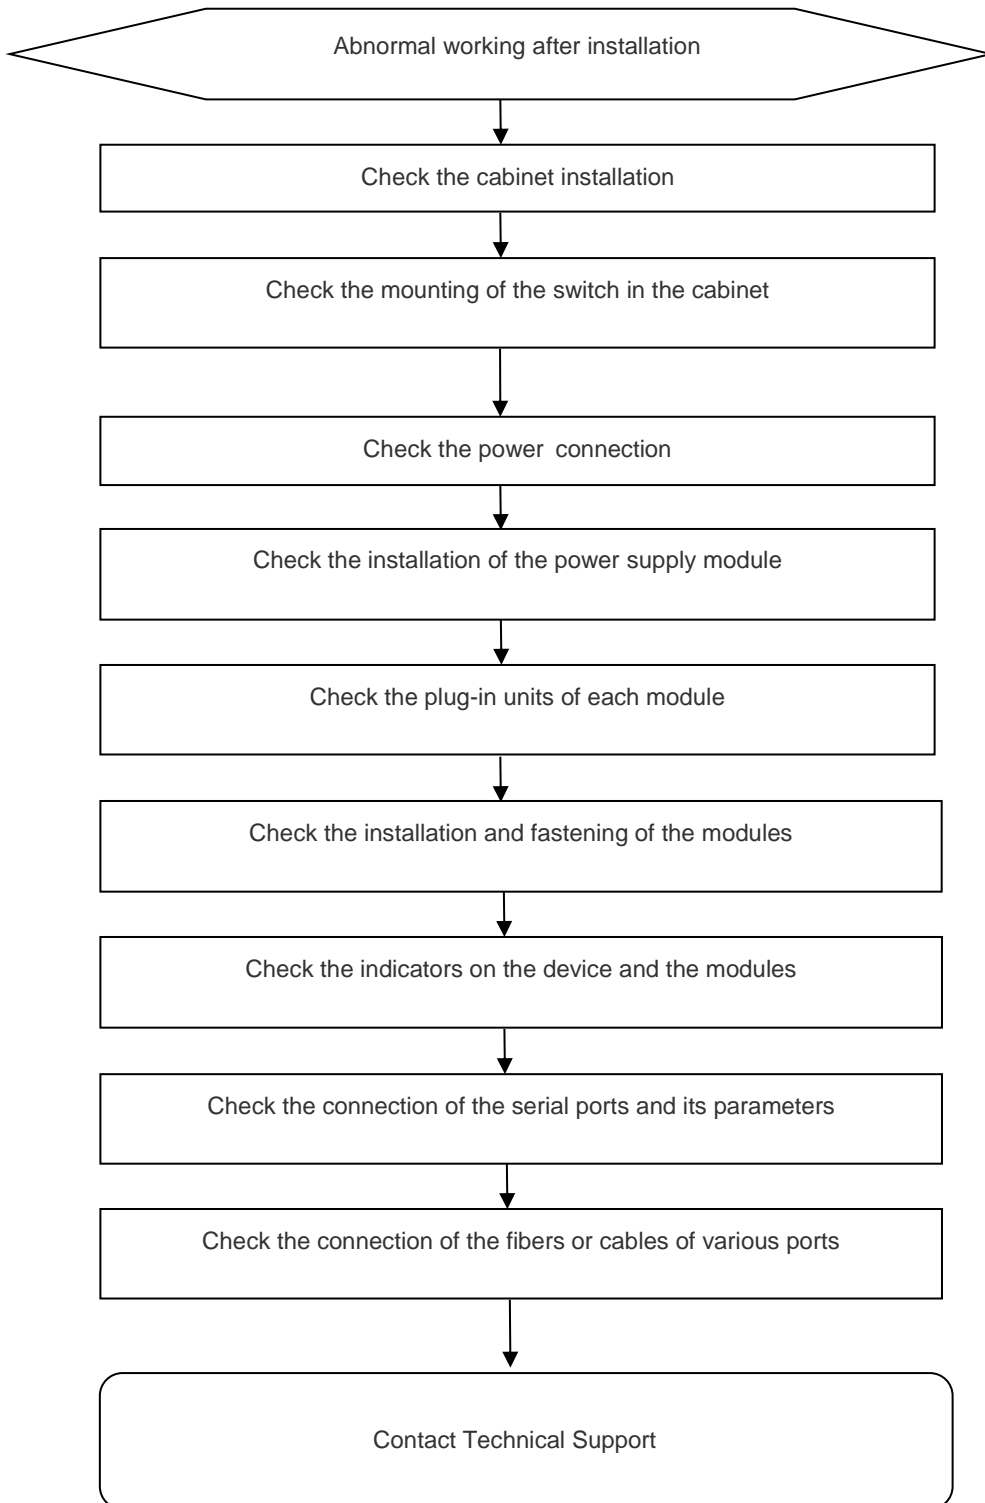 Abnormal working after installation
Check the cabinet installation
Check the mounting of the switch in the cabinet
Check the power connection
Check the installation of the power supply module
Check the plug-in units of each module
Check the installation and fastening of the modules
Check the indicators on the device and the modules
Check the connection of the serial ports and its parameters
Check the connection of the fibers or cables of various ports
Contact Technical Support